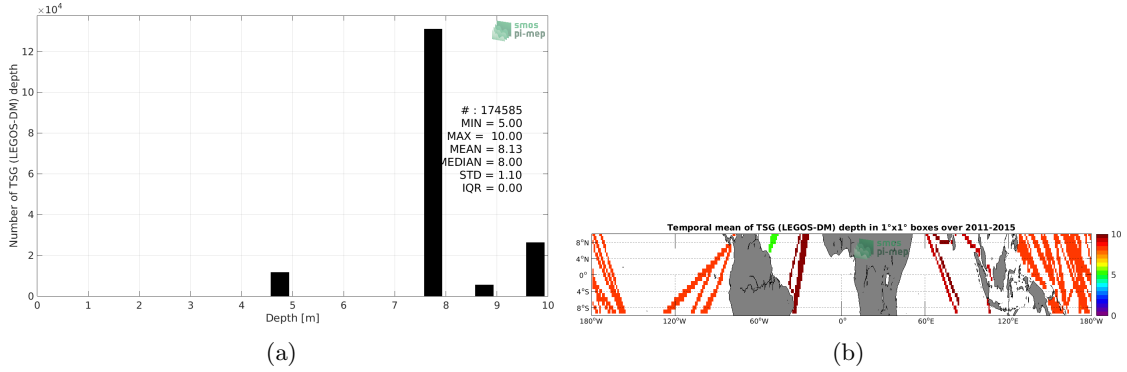 ×10⁴
smos
pi-mep
Number of TSG (LEGOS-DM) depth
12
10
8
6
4
2
0
# : 174585
MIN = 5.00
MAX = 10.00
MEAN = 8.13
MEDIAN = 8.00
STD = 1.10
IQR = 0.00
0 1 2 3 4 5 6 7 8 9 10
Depth [m]
(a)
Temporal mean of TSG (LEGOS-DM) depth in 1°x1° boxes over 2011-2015
smos
pi-mep
8°N
4°N
0°
4°S
8°S
180°W 120°W 60°W 0° 60°E 120°E 180°W
10
5
0
(b)